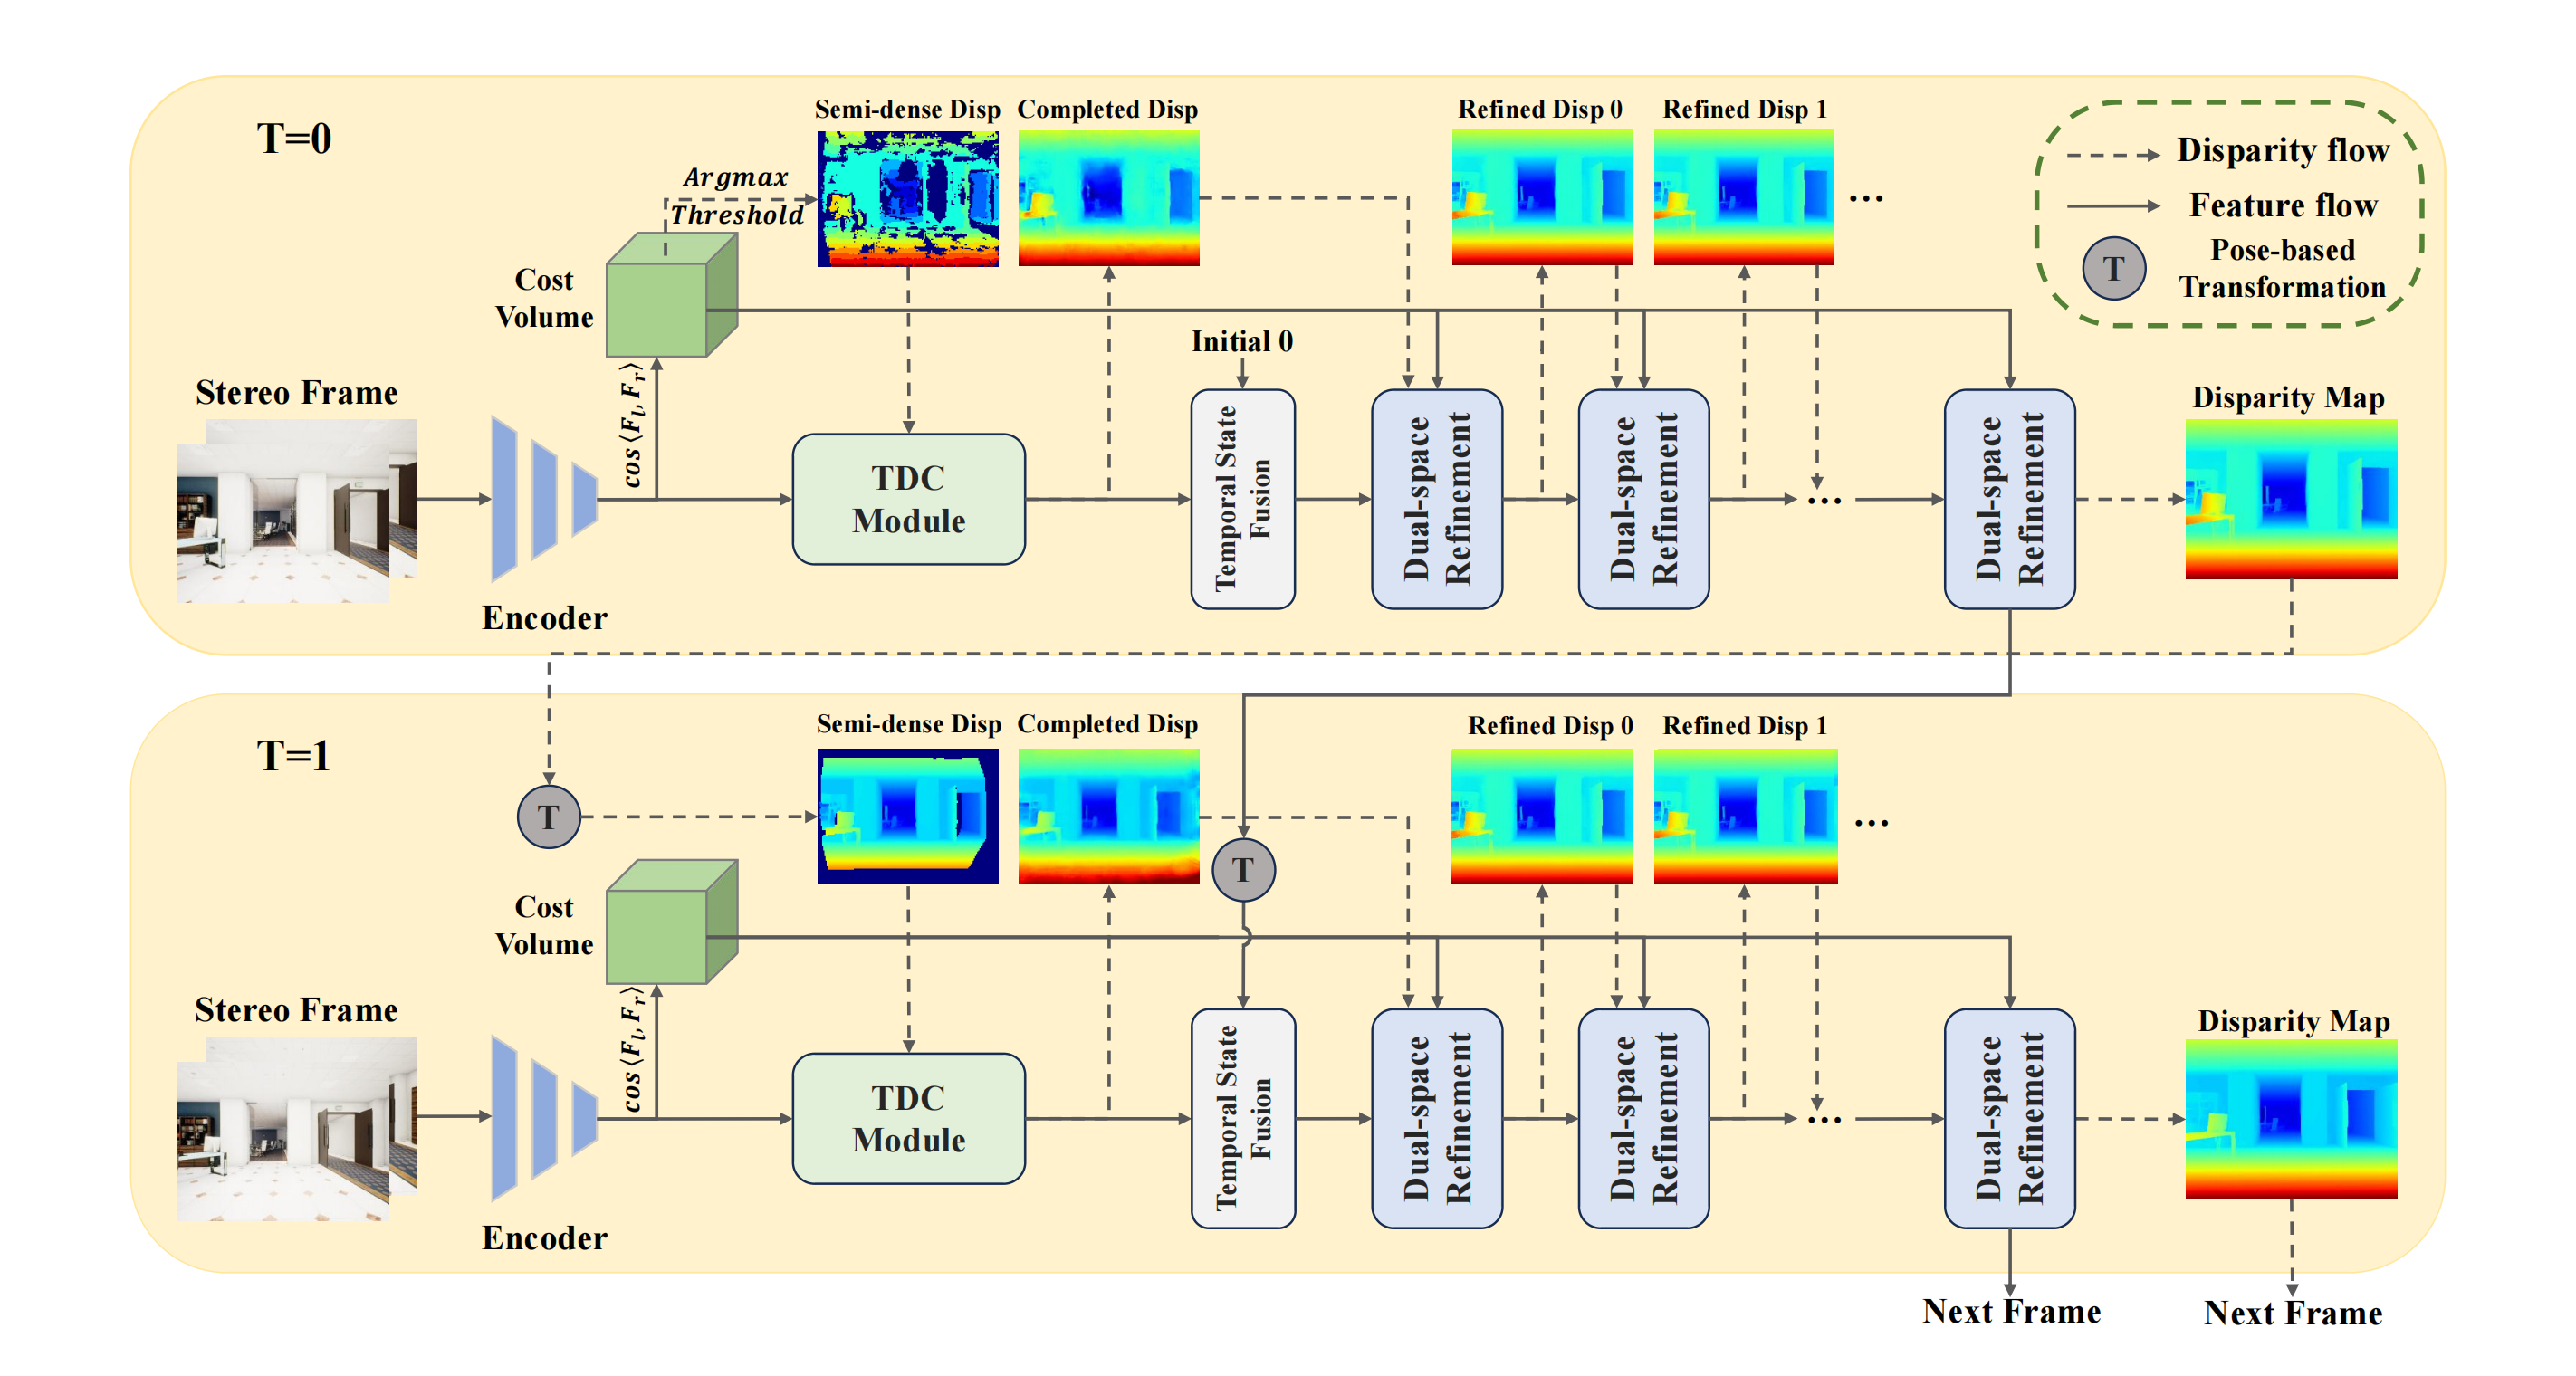 T=0
Semi-dense Disp
Completed Disp
Refined Disp 0
Refined Disp 1
...
Disparity flow
Feature flow
T
Pose-based
Transformation
Argmax
Threshold
Cost
Volume
Initial 0
Stereo Frame
cos⟨F_l, F_r⟩
Encoder
TDC
Module
Temporal State
Fusion
Dual-space
Refinement
Dual-space
Refinement
...
Dual-space
Refinement
Disparity Map
T=1
T
Semi-dense Disp
Completed Disp
T
Refined Disp 0
Refined Disp 1
...
Cost
Volume
Stereo Frame
cos⟨F_l, F_r⟩
Encoder
TDC
Module
Temporal State
Fusion
Dual-space
Refinement
Dual-space
Refinement
...
Dual-space
Refinement
Disparity Map
Next Frame
Next Frame